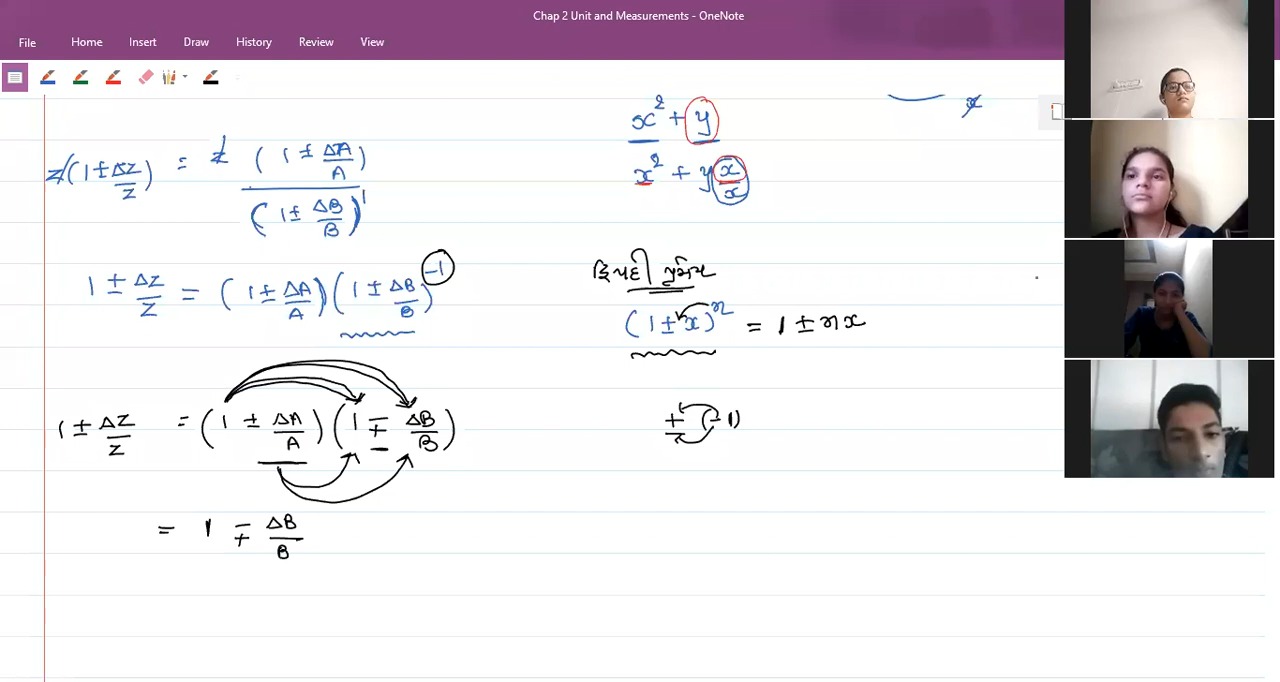 Chap 2 Unit and Measurements - OneNote
File Home Insert Draw History Review View
x² + y
x² + y x/x
x
z(1 ± ΔZ/Z) = z (1 ± ΔA/A) / (1 ± ΔB/B)¹
1 ± ΔZ/Z = (1 ± ΔA/A)(1 ± ΔB/B)⁻¹
દ્વિપદી પ્રમેય
(1 ± x)ⁿ = 1 ± nx
1 ± ΔZ/Z = (1 ± ΔA/A)(1 ∓ ΔB/B)
± (-1)
= 1 ∓ ΔB/B